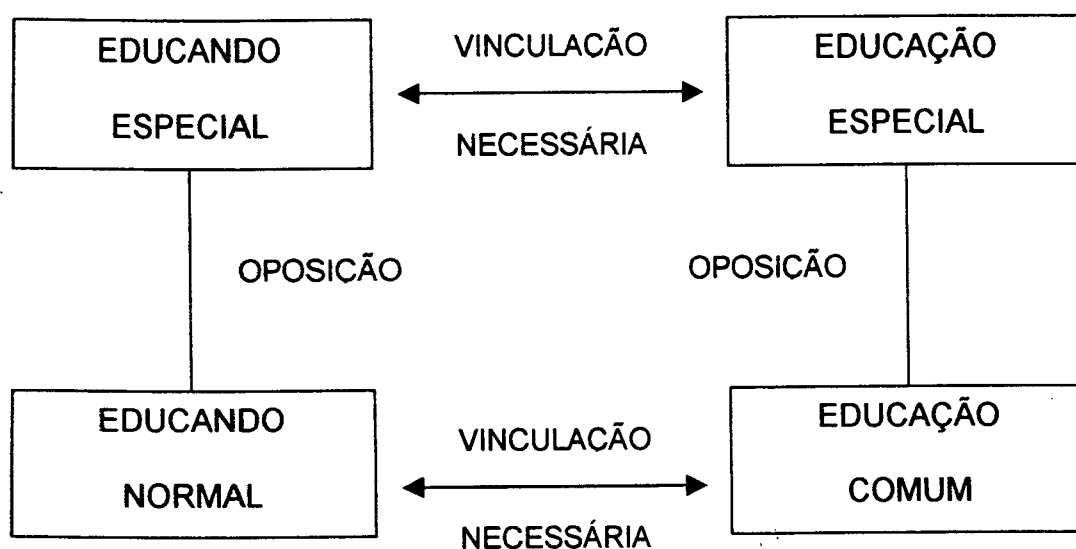 EDUCANDO
ESPECIAL
VINCULAÇÃO
NECESSÁRIA
EDUCAÇÃO
ESPECIAL
OPOSIÇÃO
OPOSIÇÃO
EDUCANDO
NORMAL
VINCULAÇÃO
NECESSÁRIA
EDUCAÇÃO
COMUM